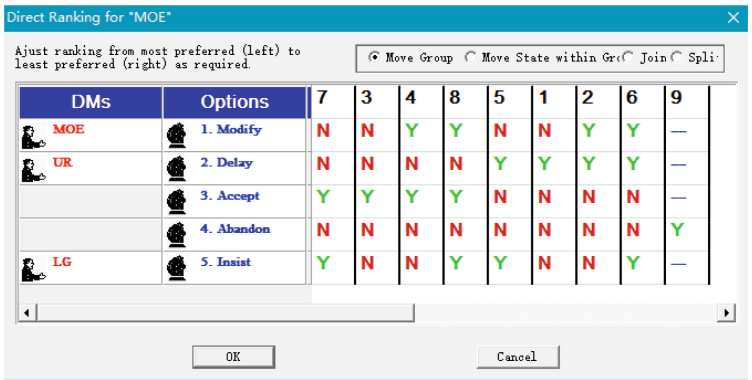 Direct Ranking for "MOE"
Ajust ranking from most preferred (left) to
least preferred (right) as required.
Move Group Move State within Gr Join Spli
DMs Options 7 3 4 8 5 1 2 6 9
MOE 1. Modify N N Y Y N N Y Y —
UR 2. Delay N N N N Y Y Y Y —
3. Accept Y Y Y Y N N N N —
4. Abandon N N N N N N N N Y
LG 5. Insist Y N N Y Y N N Y —
OK Cancel